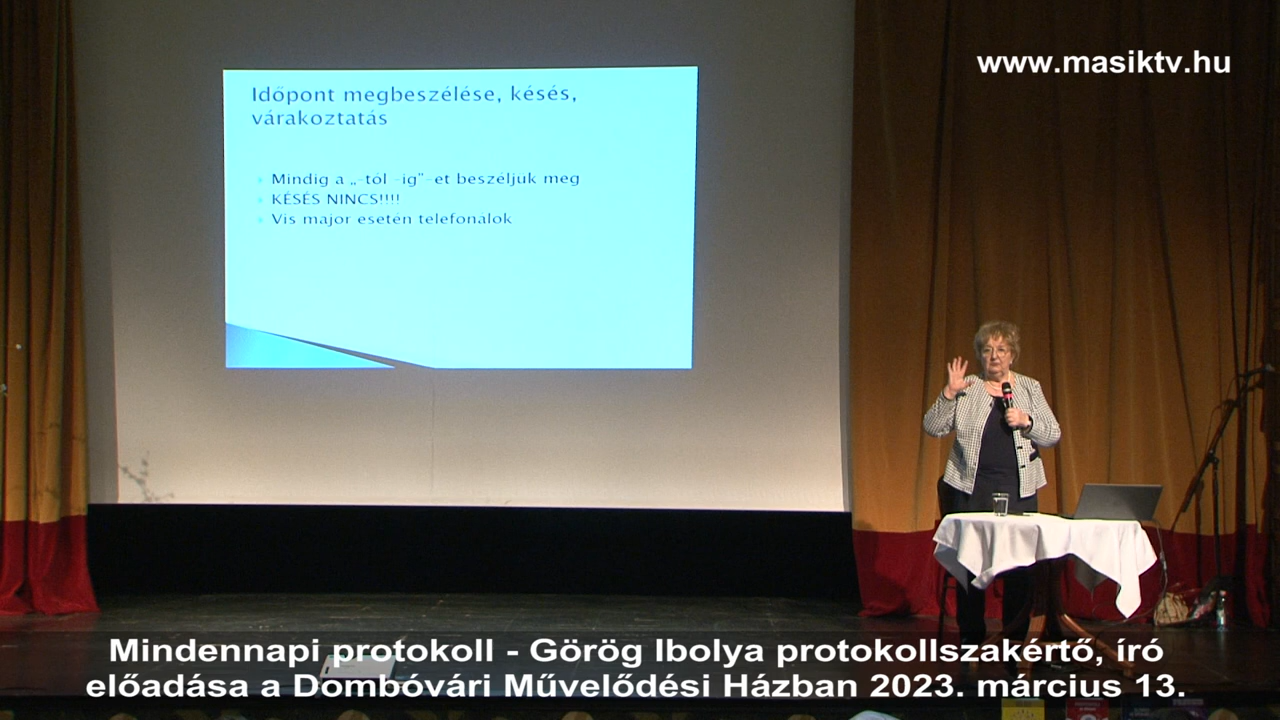 www.masiktv.hu
Időpont megbeszélése, késés,
várakoztatás
Mindig a „-tól -ig"-et beszéljük meg
KÉSÉS NINCS!!!!
Vis major esetén telefonálok
Mindennapi protokoll - Görög Ibolya protokollszakértő, író
előadása a Dombóvári Művelődési Házban 2023. március 13.